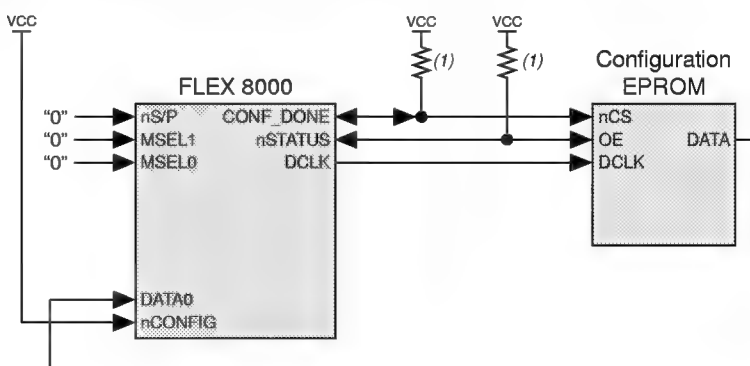 VCC
VCC
VCC
(1)
(1)
Configuration
EPROM
FLEX 8000
"0"
nS/P
CONF_DONE
nCS
"0"
MSEL1
nSTATUS
OE
DATA
"0"
MSEL0
DCLK
DCLK
DATA0
nCONFIG